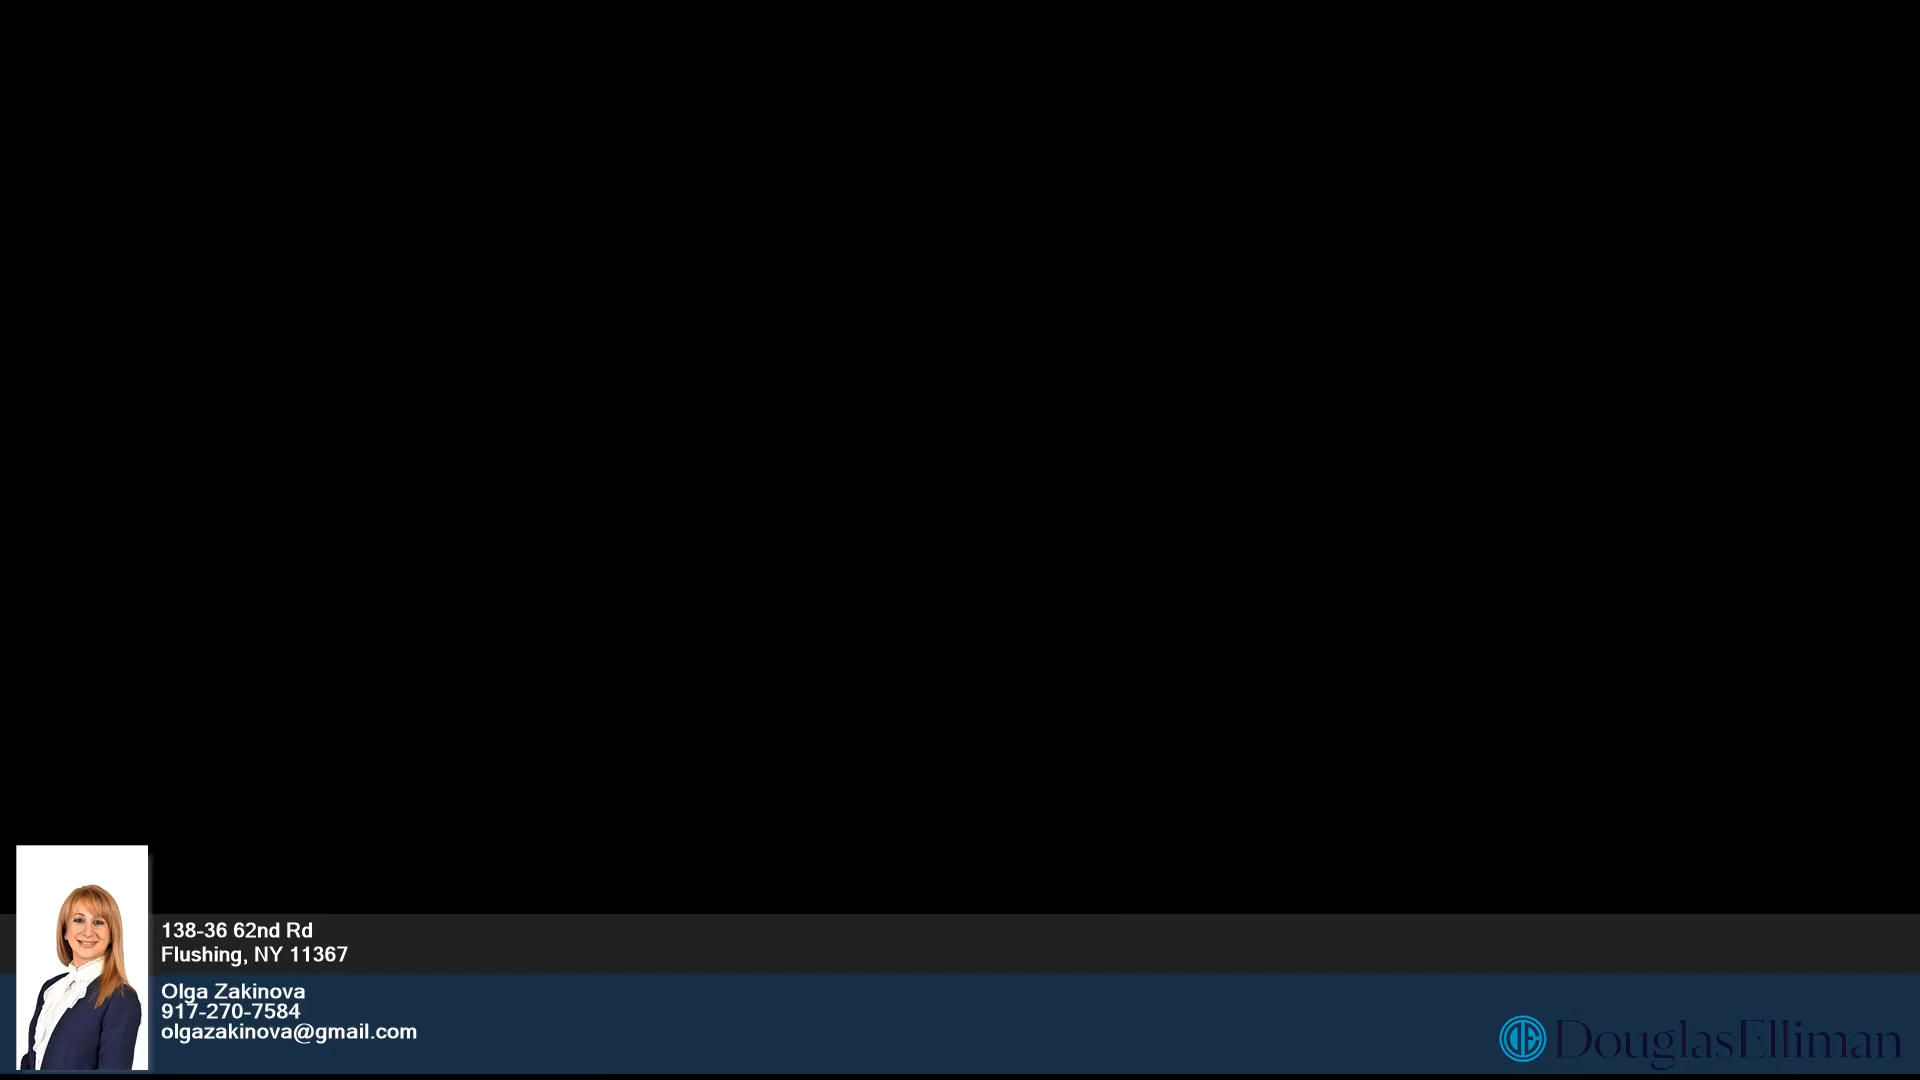 138-36 62nd Rd
Flushing, NY 11367
Olga Zakinova
917-270-7584
olgazakinova@gmail.com
DouglasElliman